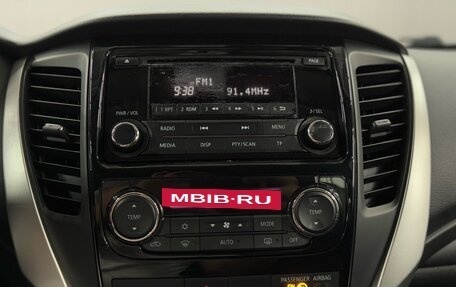 PAGE
FM1
9:38 91.4MHz
1 RPT 2 RDM 3 4 5 6
PWR / VOL
♪/SEL
RADIO MENU
MEDIA DISP PTY/SCAN TP
MBIB-RU
TEMP TEMP
MODE
AUTO OFF
PASSENGER AIRBAG